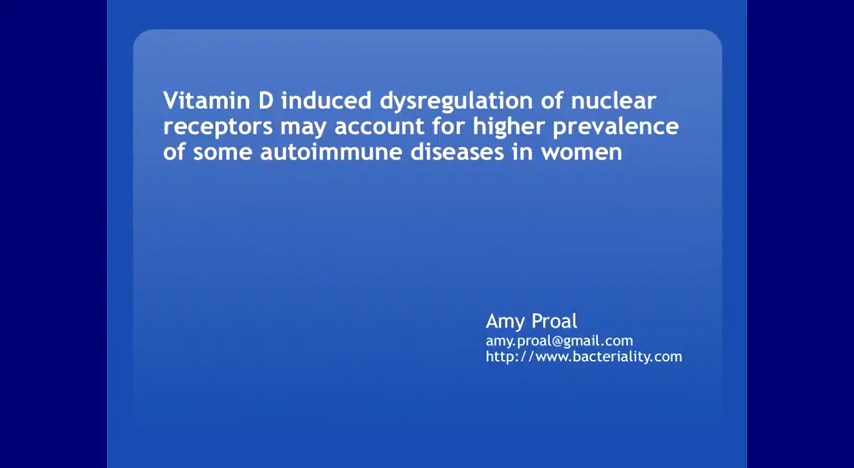 Vitamin D induced dysregulation of nuclear
receptors may account for higher prevalence
of some autoimmune diseases in women
Amy Proal
amy.proal@gmail.com
http://www.bacteriality.com